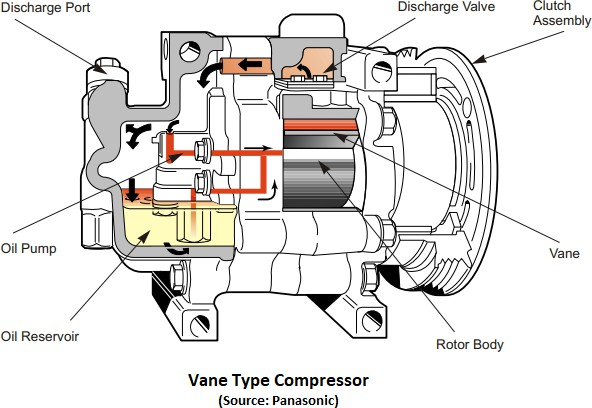 Discharge Port
Discharge Valve
Clutch
Assembly
Oil Pump
Vane
Oil Reservoir
Rotor Body
Vane Type Compressor
(Source: Panasonic)